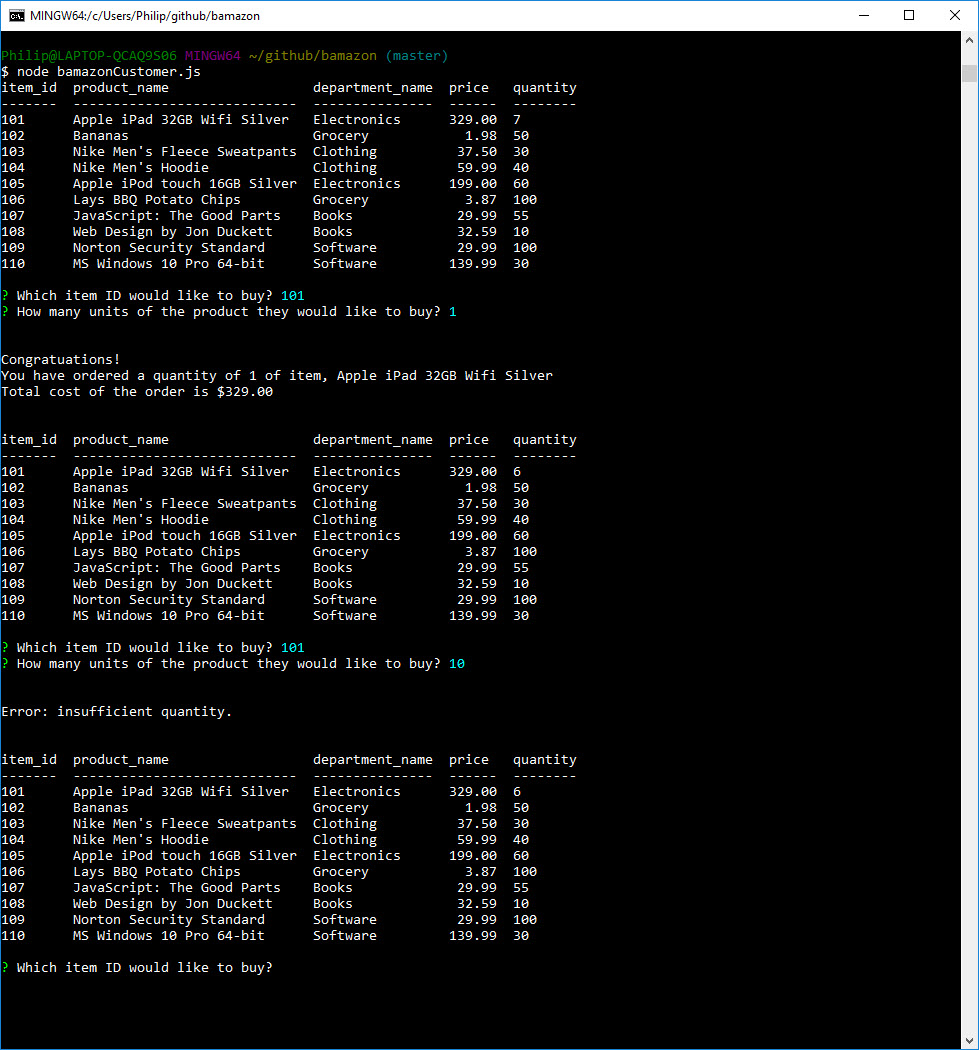 MINGW64:/c/Users/Philip/github/bamazon
Philip@LAPTOP-QCAQ9S06 MINGW64 ~/github/bamazon (master)
$ node bamazonCustomer.js
item_id  product_name                  department_name  price   quantity
-------  ----------------------------  ---------------  ------  --------
101      Apple iPad 32GB Wifi Silver   Electronics      329.00  7
102      Bananas                       Grocery            1.98  50
103      Nike Men's Fleece Sweatpants  Clothing          37.50  30
104      Nike Men's Hoodie             Clothing          59.99  40
105      Apple iPod touch 16GB Silver  Electronics      199.00  60
106      Lays BBQ Potato Chips         Grocery            3.87  100
107      JavaScript: The Good Parts    Books             29.99  55
108      Web Design by Jon Duckett     Books             32.59  10
109      Norton Security Standard      Software          29.99  100
110      MS Windows 10 Pro 64-bit      Software         139.99  30
? Which item ID would like to buy? 101
? How many units of the product they would like to buy? 1
Congratuations!
You have ordered a quantity of 1 of item, Apple iPad 32GB Wifi Silver
Total cost of the order is $329.00
item_id  product_name                  department_name  price   quantity
-------  ----------------------------  ---------------  ------  --------
101      Apple iPad 32GB Wifi Silver   Electronics      329.00  6
102      Bananas                       Grocery            1.98  50
103      Nike Men's Fleece Sweatpants  Clothing          37.50  30
104      Nike Men's Hoodie             Clothing          59.99  40
105      Apple iPod touch 16GB Silver  Electronics      199.00  60
106      Lays BBQ Potato Chips         Grocery            3.87  100
107      JavaScript: The Good Parts    Books             29.99  55
108      Web Design by Jon Duckett     Books             32.59  10
109      Norton Security Standard      Software          29.99  100
110      MS Windows 10 Pro 64-bit      Software         139.99  30
? Which item ID would like to buy? 101
? How many units of the product they would like to buy? 10
Error: insufficient quantity.
item_id  product_name                  department_name  price   quantity
-------  ----------------------------  ---------------  ------  --------
101      Apple iPad 32GB Wifi Silver   Electronics      329.00  6
102      Bananas                       Grocery            1.98  50
103      Nike Men's Fleece Sweatpants  Clothing          37.50  30
104      Nike Men's Hoodie             Clothing          59.99  40
105      Apple iPod touch 16GB Silver  Electronics      199.00  60
106      Lays BBQ Potato Chips         Grocery            3.87  100
107      JavaScript: The Good Parts    Books             29.99  55
108      Web Design by Jon Duckett     Books             32.59  10
109      Norton Security Standard      Software          29.99  100
110      MS Windows 10 Pro 64-bit      Software         139.99  30
? Which item ID would like to buy?